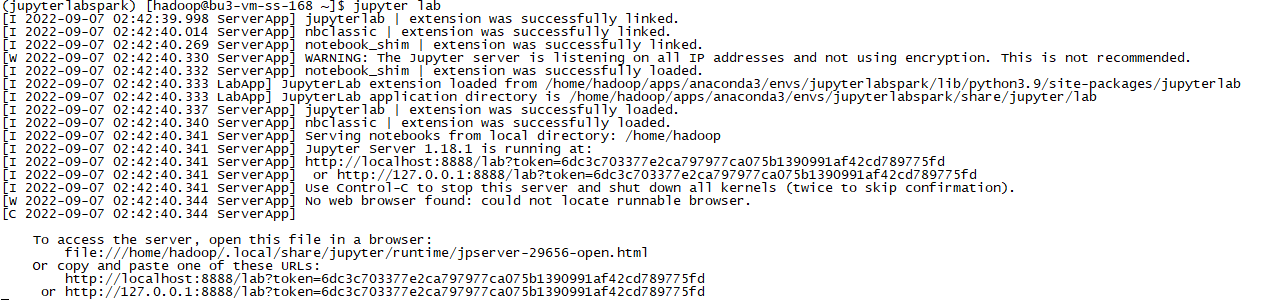 (jupyterlabspark) [hadoop@bu3-vm-ss-168 ~]$ jupyter lab
[I 2022-09-07 02:42:39.998 ServerApp] jupyterlab | extension was successfully linked.
[I 2022-09-07 02:42:40.014 ServerApp] nbclassic | extension was successfully linked.
[I 2022-09-07 02:42:40.269 ServerApp] notebook_shim | extension was successfully linked.
[W 2022-09-07 02:42:40.330 ServerApp] WARNING: The Jupyter server is listening on all IP addresses and not using encryption. This is not recommended.
[I 2022-09-07 02:42:40.332 ServerApp] notebook_shim | extension was successfully loaded.
[I 2022-09-07 02:42:40.333 LabApp] JupyterLab extension loaded from /home/hadoop/apps/anaconda3/envs/jupyterlabspark/lib/python3.9/site-packages/jupyterlab
[I 2022-09-07 02:42:40.333 LabApp] JupyterLab application directory is /home/hadoop/apps/anaconda3/envs/jupyterlabspark/share/jupyter/lab
[I 2022-09-07 02:42:40.337 ServerApp] jupyterlab | extension was successfully loaded.
[I 2022-09-07 02:42:40.340 ServerApp] nbclassic | extension was successfully loaded.
[I 2022-09-07 02:42:40.341 ServerApp] Serving notebooks from local directory: /home/hadoop
[I 2022-09-07 02:42:40.341 ServerApp] Jupyter Server 1.18.1 is running at:
[I 2022-09-07 02:42:40.341 ServerApp] http://localhost:8888/lab?token=6dc3c703377e2ca797977ca075b1390991af42cd789775fd
[I 2022-09-07 02:42:40.341 ServerApp]  or http://127.0.0.1:8888/lab?token=6dc3c703377e2ca797977ca075b1390991af42cd789775fd
[I 2022-09-07 02:42:40.341 ServerApp] Use Control-C to stop this server and shut down all kernels (twice to skip confirmation).
[W 2022-09-07 02:42:40.344 ServerApp] No web browser found: could not locate runnable browser.
[C 2022-09-07 02:42:40.344 ServerApp]
To access the server, open this file in a browser:
file:///home/hadoop/.local/share/jupyter/runtime/jpserver-29656-open.html
Or copy and paste one of these URLs:
http://localhost:8888/lab?token=6dc3c703377e2ca797977ca075b1390991af42cd789775fd
or http://127.0.0.1:8888/lab?token=6dc3c703377e2ca797977ca075b1390991af42cd789775fd